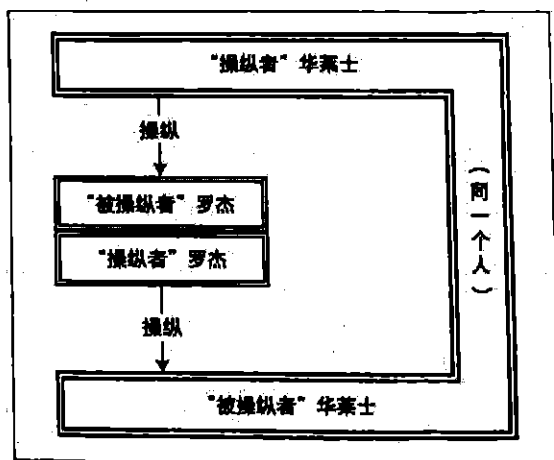 “操纵者”华莱士
操纵
“被操纵者”罗杰
“操纵者”罗杰
操纵
“被操纵者”华莱士
(同一个人)